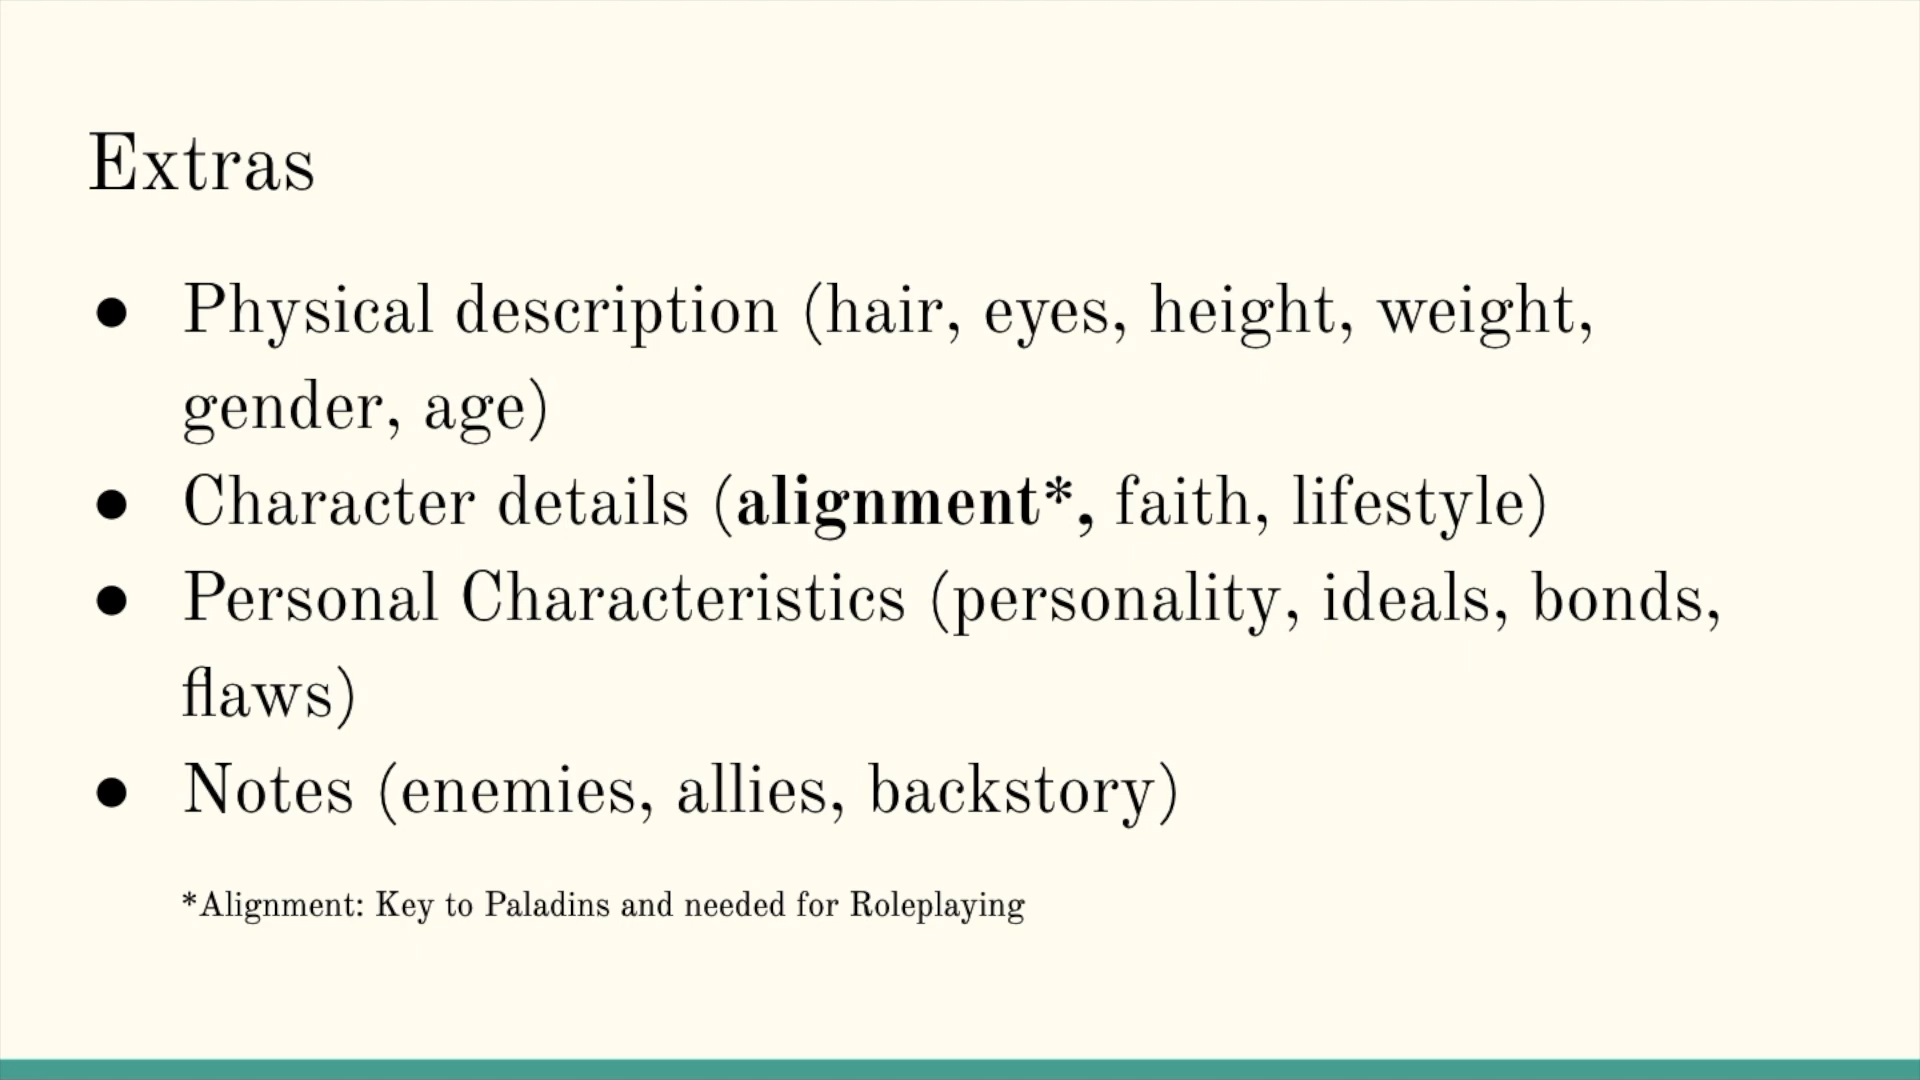 Extras
● Physical description (hair, eyes, height, weight,
gender, age)
● Character details (alignment*, faith, lifestyle)
● Personal Characteristics (personality, ideals, bonds,
flaws)
● Notes (enemies, allies, backstory)
*Alignment: Key to Paladins and needed for Roleplaying